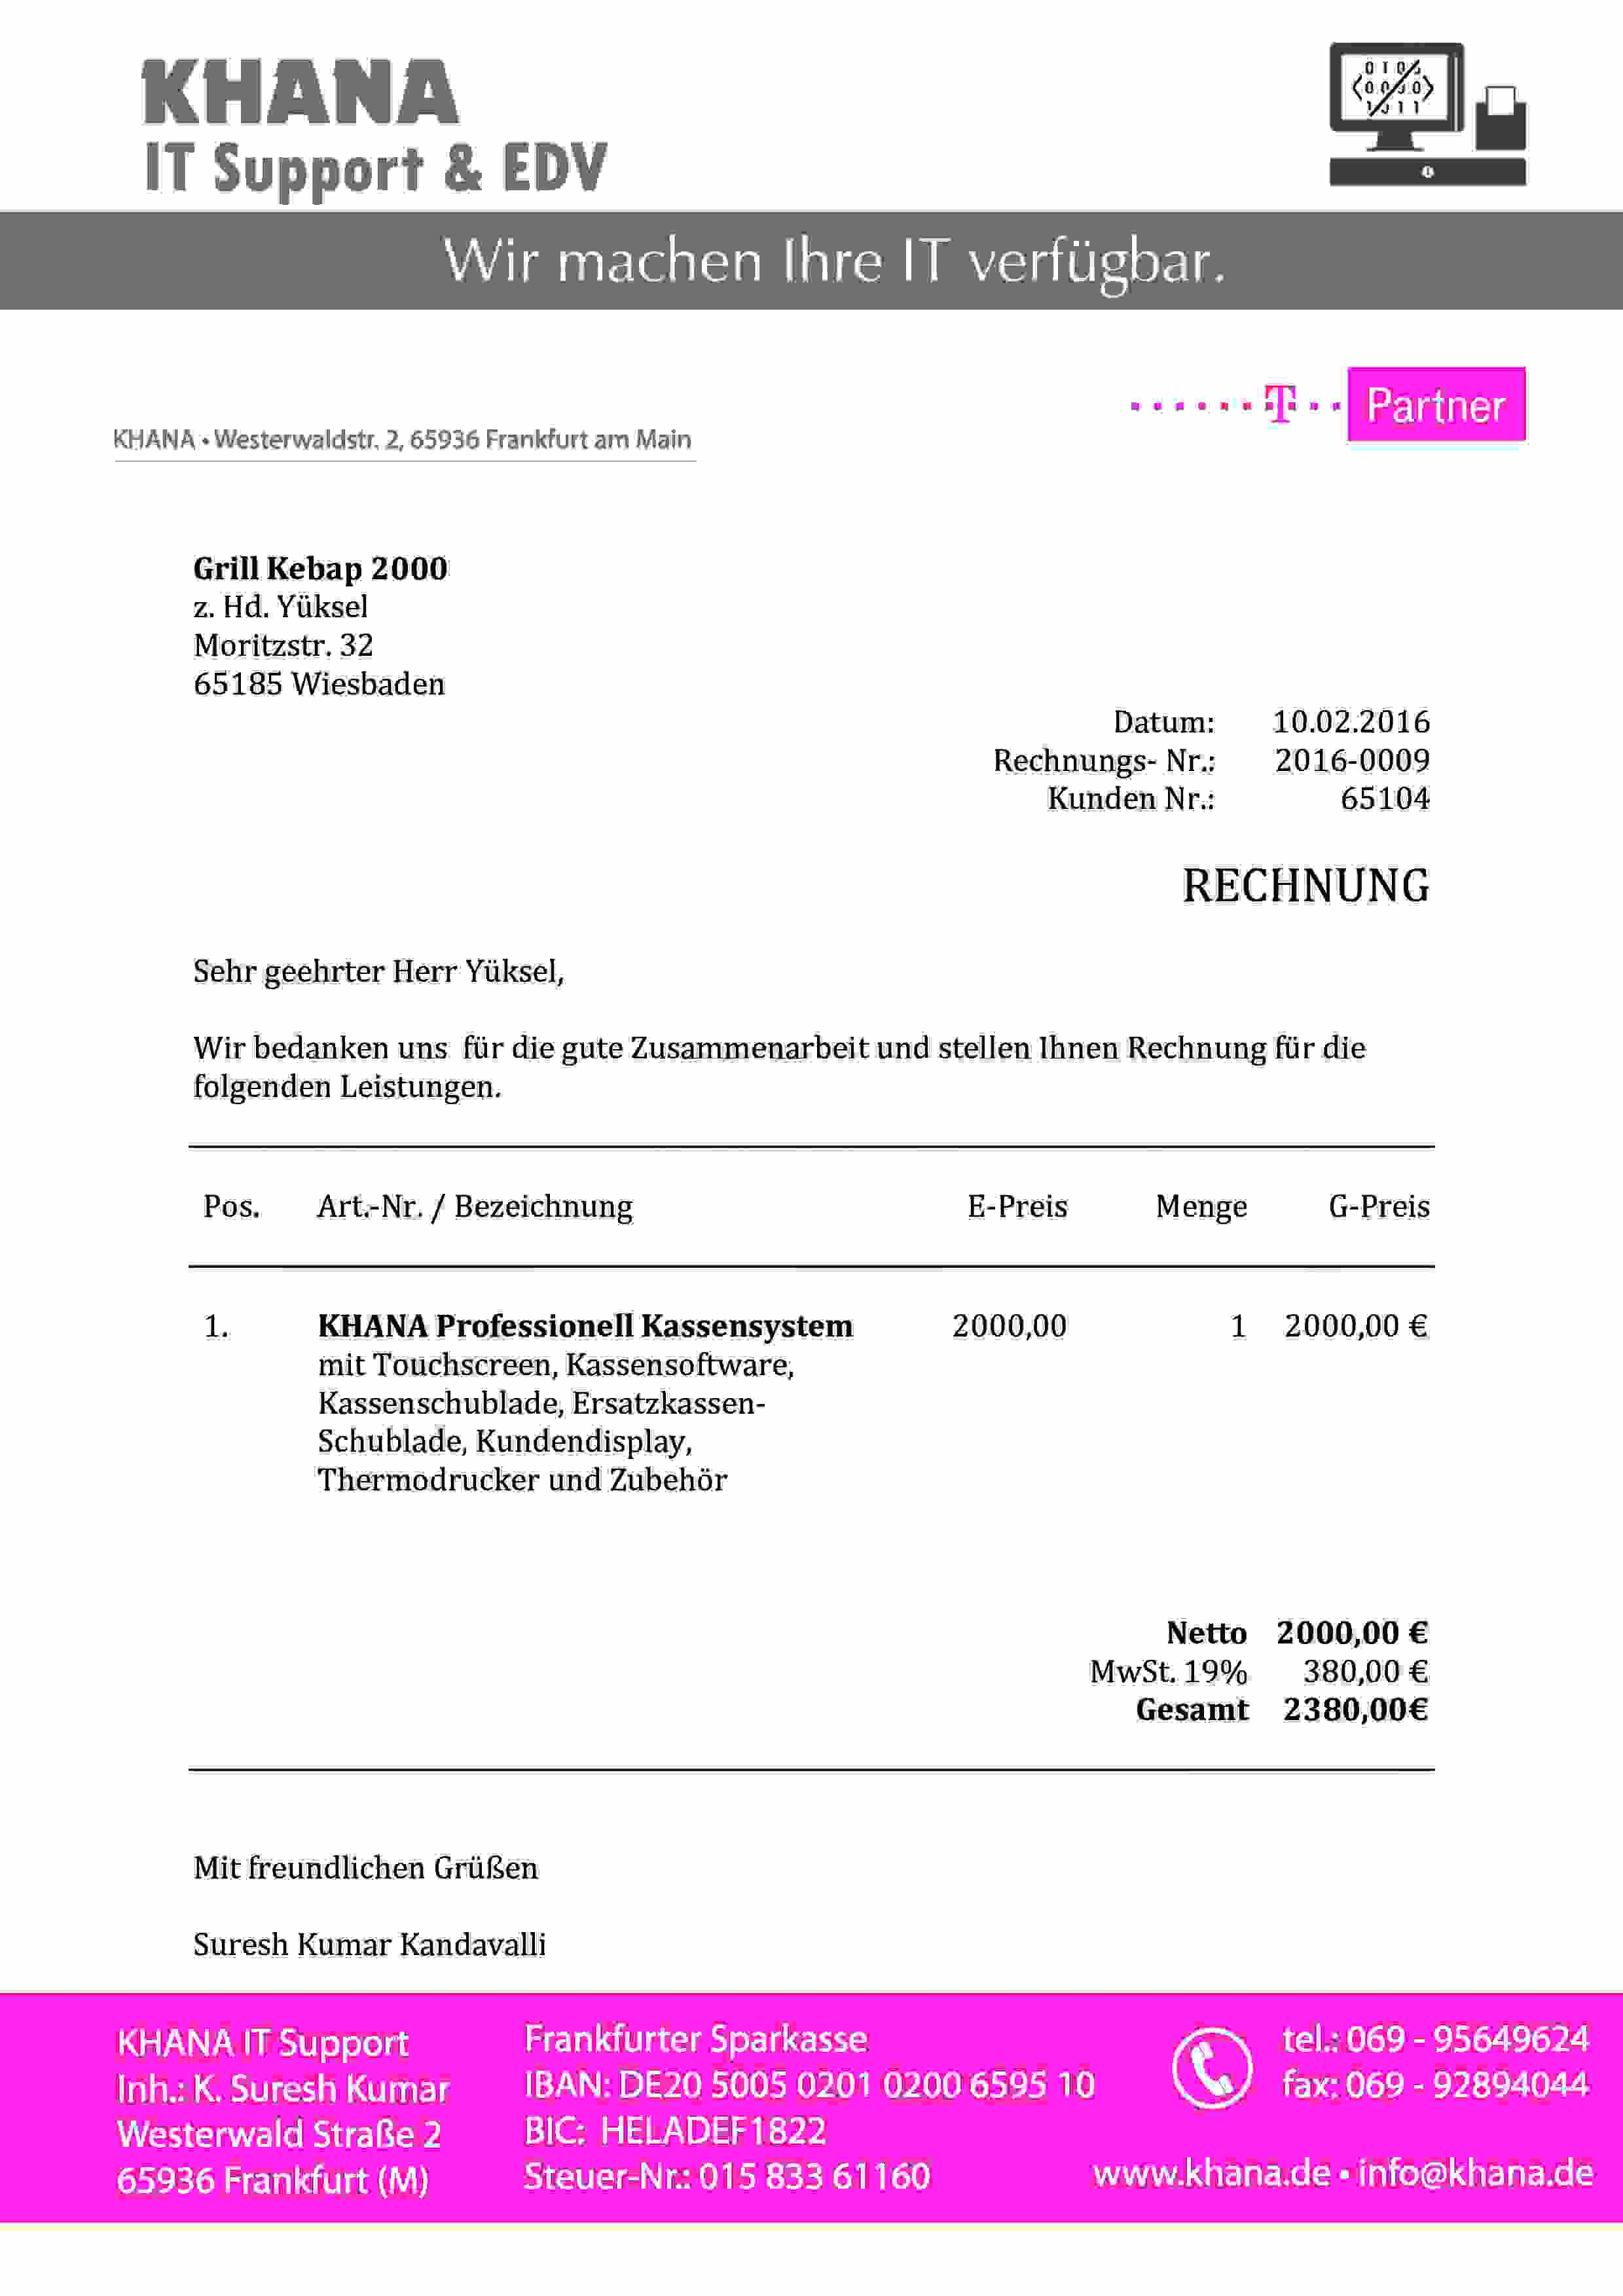 KHANA
IT Support & EDV
Wir machen Ihre IT verfügbar.
T Partner
KHANA • Westerwaldstr. 2, 65936 Frankfurt am Main
Grill Kebap 2000
z. Hd. Yüksel
Moritzstr. 32
65185 Wiesbaden
Datum: 10.02.2016
Rechnungs- Nr.: 2016-0009
Kunden Nr.: 65104
RECHNUNG
Sehr geehrter Herr Yüksel,
Wir bedanken uns für die gute Zusammenarbeit und stellen Ihnen Rechnung für die
folgenden Leistungen.
Pos. Art.-Nr. / Bezeichnung E-Preis Menge G-Preis
1. KHANA Professionell Kassensystem 2000,00 1 2000,00 €
mit Touchscreen, Kassensoftware,
Kassenschublade, Ersatzkassen-
Schublade, Kundendisplay,
Thermodrucker und Zubehör
Netto 2000,00 €
MwSt. 19% 380,00 €
Gesamt 2380,00€
Mit freundlichen Grüßen
Suresh Kumar Kandavalli
KHANA IT Support
Inh.: K. Suresh Kumar
Westerwald Straße 2
65936 Frankfurt (M)
Frankfurter Sparkasse
IBAN: DE20 5005 0201 0200 6595 10
BIC: HELADEF1822
Steuer-Nr.: 015 833 61160
tel.: 069 - 95649624
fax: 069 - 92894044
www.khana.de • info@khana.de